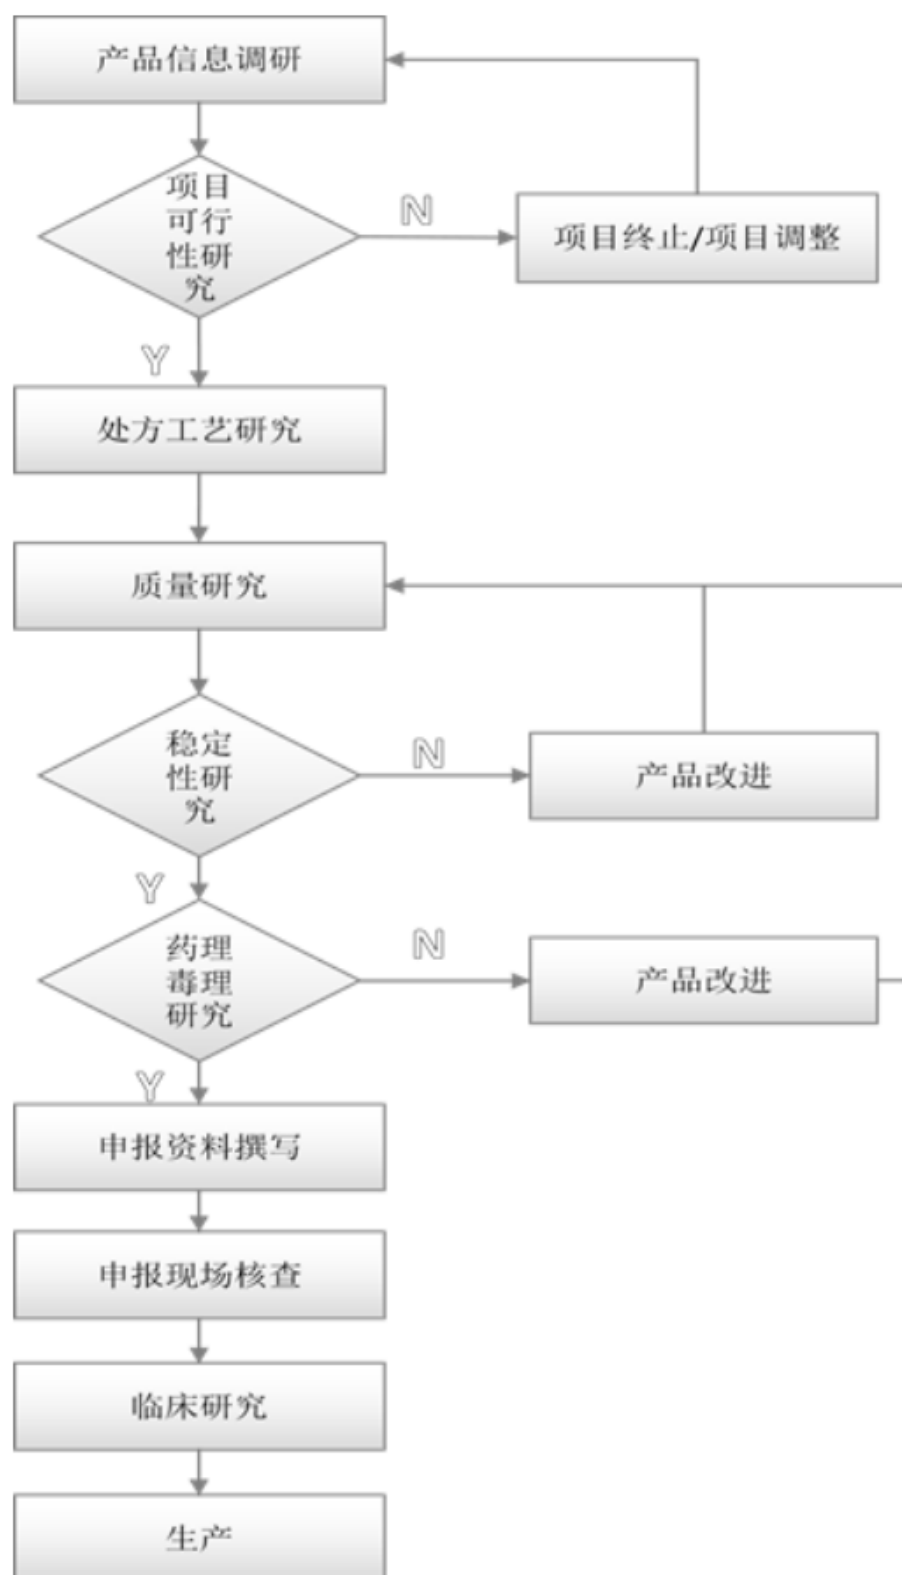 产品信息调研
项目
可行
性研
究
N
项目终止/项目调整
Y
处方工艺研究
质量研究
稳定
性研
究
N
产品改进
Y
药理
毒理
研究
N
产品改进
Y
申报资料撰写
申报现场核查
临床研究
生产